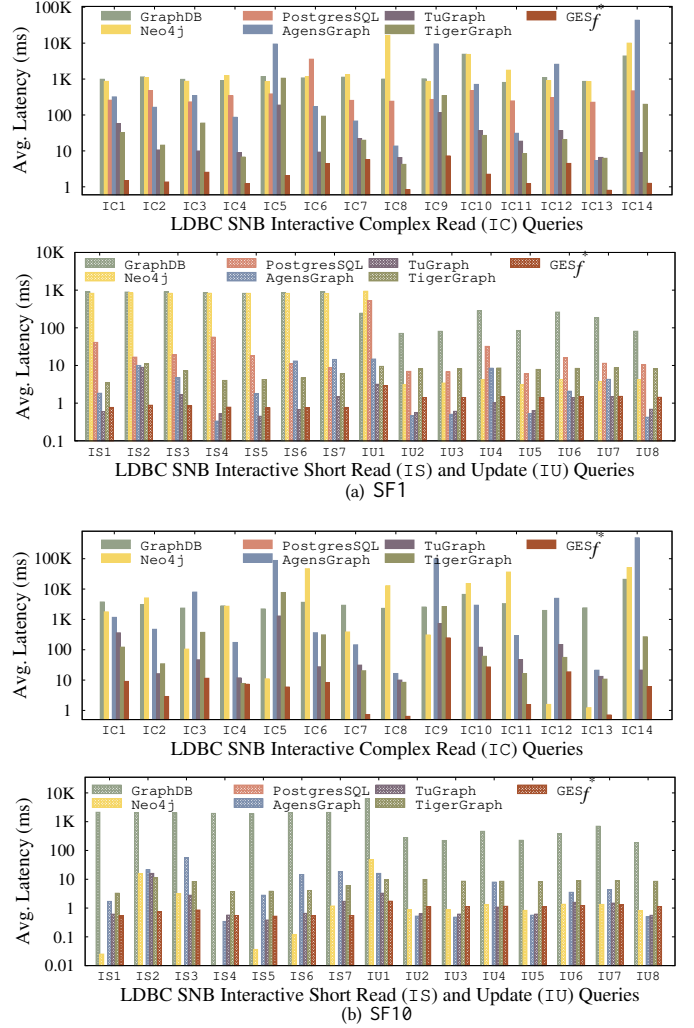 100K
10K
1K
100
10
1
Avg. Latency (ms)
GraphDB PostgresSQL TuGraph GESf*
Neo4j AgensGraph TigerGraph
IC1 IC2 IC3 IC4 IC5 IC6 IC7 IC8 IC9 IC10 IC11 IC12 IC13 IC14
LDBC SNB Interactive Complex Read (IC) Queries
10K
1K
100
10
1
0.1
Avg. Latency (ms)
GraphDB PostgresSQL TuGraph GESf*
Neo4j AgensGraph TigerGraph
IS1 IS2 IS3 IS4 IS5 IS6 IS7 IU1 IU2 IU3 IU4 IU5 IU6 IU7 IU8
LDBC SNB Interactive Short Read (IS) and Update (IU) Queries
(a) SF1
100K
10K
1K
100
10
1
Avg. Latency (ms)
GraphDB PostgresSQL TuGraph GESf*
Neo4j AgensGraph TigerGraph
IC1 IC2 IC3 IC4 IC5 IC6 IC7 IC8 IC9 IC10 IC11 IC12 IC13 IC14
LDBC SNB Interactive Complex Read (IC) Queries
10K
1K
100
10
1
0.1
0.01
Avg. Latency (ms)
GraphDB PostgresSQL TuGraph GESf*
Neo4j AgensGraph TigerGraph
IS1 IS2 IS3 IS4 IS5 IS6 IS7 IU1 IU2 IU3 IU4 IU5 IU6 IU7 IU8
LDBC SNB Interactive Short Read (IS) and Update (IU) Queries
(b) SF10